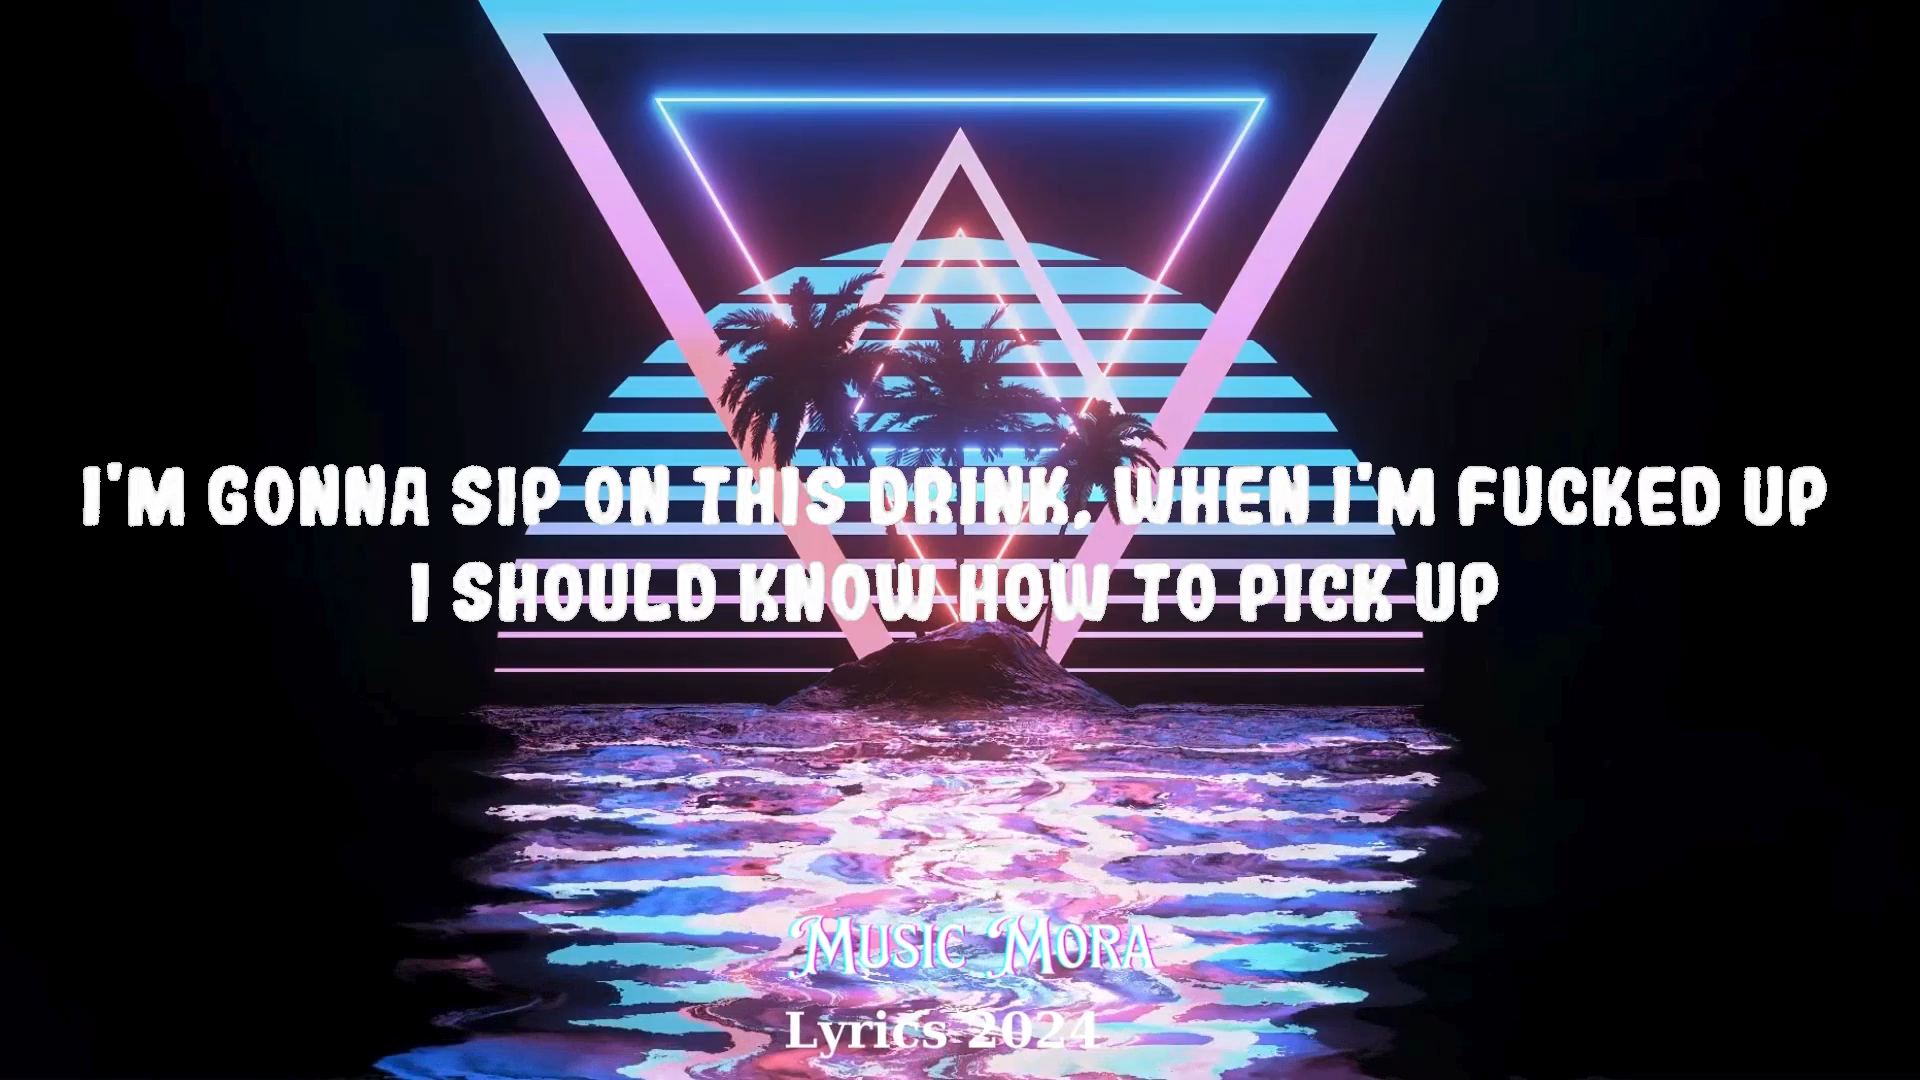 I'M GONNA SIP ON THIS DRINK, WHEN I'M FUCKED UP
I SHOULD KNOW HOW TO PICK UP
MUSIC MORA
Lyrics 2024